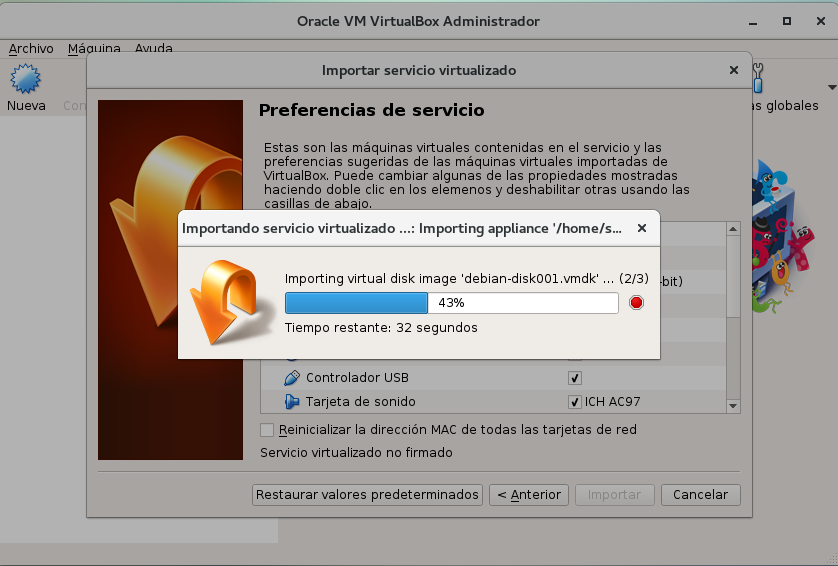 Oracle VM VirtualBox Administrador
Archivo Máquina Ayuda
Nueva Con as globales
Importar servicio virtualizado
Preferencias de servicio
Estas son las máquinas virtuales contenidas en el servicio y las
preferencias sugeridas de las máquinas virtuales importadas de
VirtualBox. Puede cambiar algunas de las propiedades mostradas
haciendo doble clic en los elemenos y deshabilitar otras usando las
casillas de abajo.
Importando servicio virtualizado ...: Importing appliance '/home/s...
Importing virtual disk image 'debian-disk001.vmdk' ... (2/3)
-bit)
43%
Tiempo restante: 32 segundos
Controlador USB
Tarjeta de sonido ICH AC97
Reinicializar la dirección MAC de todas las tarjetas de red
Servicio virtualizado no firmado
Restaurar valores predeterminados < Anterior Importar Cancelar